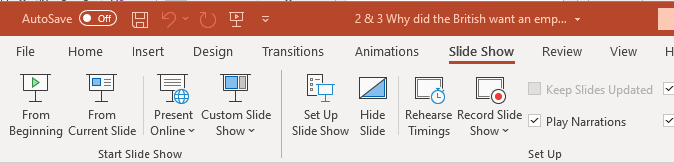 AutoSave Off 2 & 3 Why did the British want an emp...
File Home Insert Design Transitions Animations Slide Show Review View
From Beginning
From Current Slide
Present Online
Custom Slide Show
Set Up Slide Show
Hide Slide
Rehearse Timings
Record Slide Show
Keep Slides Updated
Play Narrations
Start Slide Show
Set Up